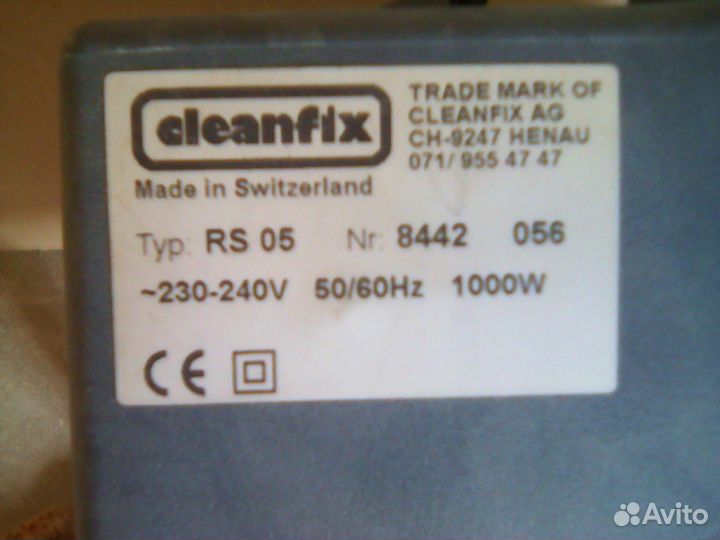 cleanfix
TRADE MARK OF
CLEANFIX AG
CH-9247 HENAU
071/ 955 47 47
Made in Switzerland
Typ: RS 05 Nr: 8442 056
~230-240V 50/60Hz 1000W
CE
Avito